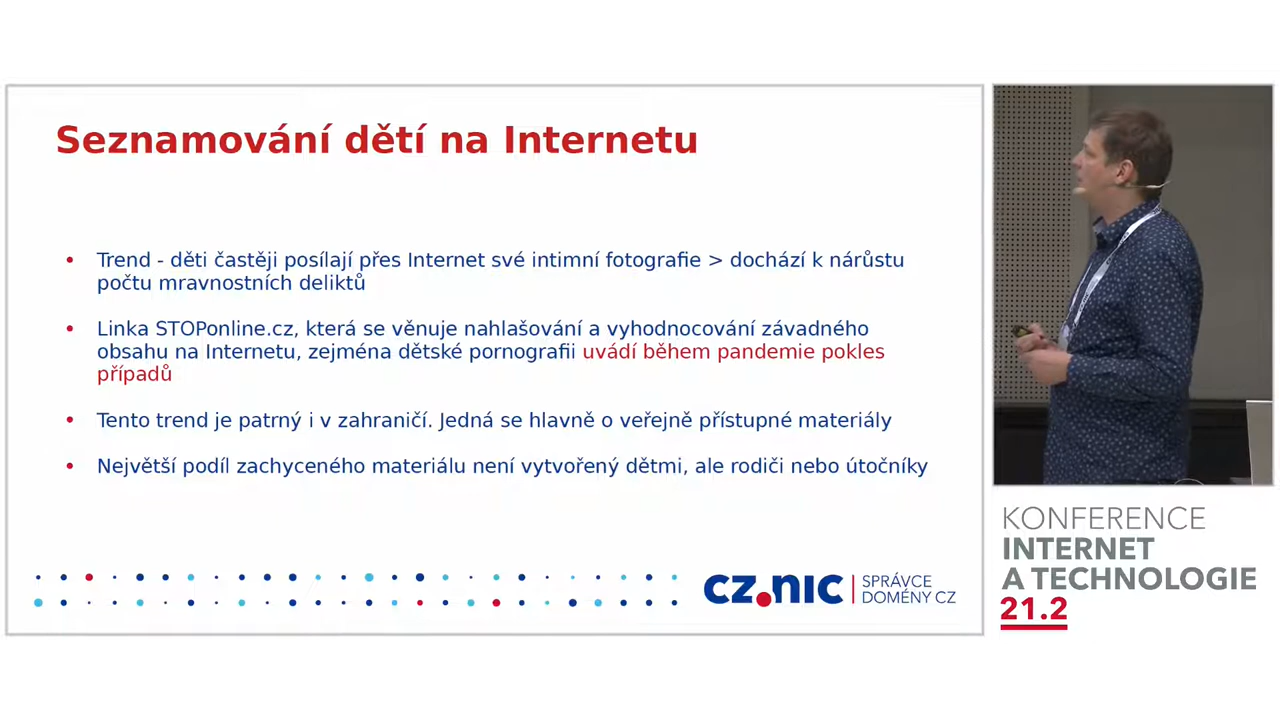 Seznamování dětí na Internetu
• Trend - děti častěji posílají přes Internet své intimní fotografie > dochází k nárůstu
počtu mravnostních deliktů
• Linka STOPonline.cz, která se věnuje nahlašování a vyhodnocování závadného
obsahu na Internetu, zejména dětské pornografii uvádí během pandemie pokles
případů
• Tento trend je patrný i v zahraničí. Jedná se hlavně o veřejně přístupné materiály
• Největší podíl zachyceného materiálu není vytvořený dětmi, ale rodiči nebo útočníky
CZ.NIC
SPRÁVCE
DOMÉNY CZ
KONFERENCE
INTERNET
A TECHNOLOGIE
21.2